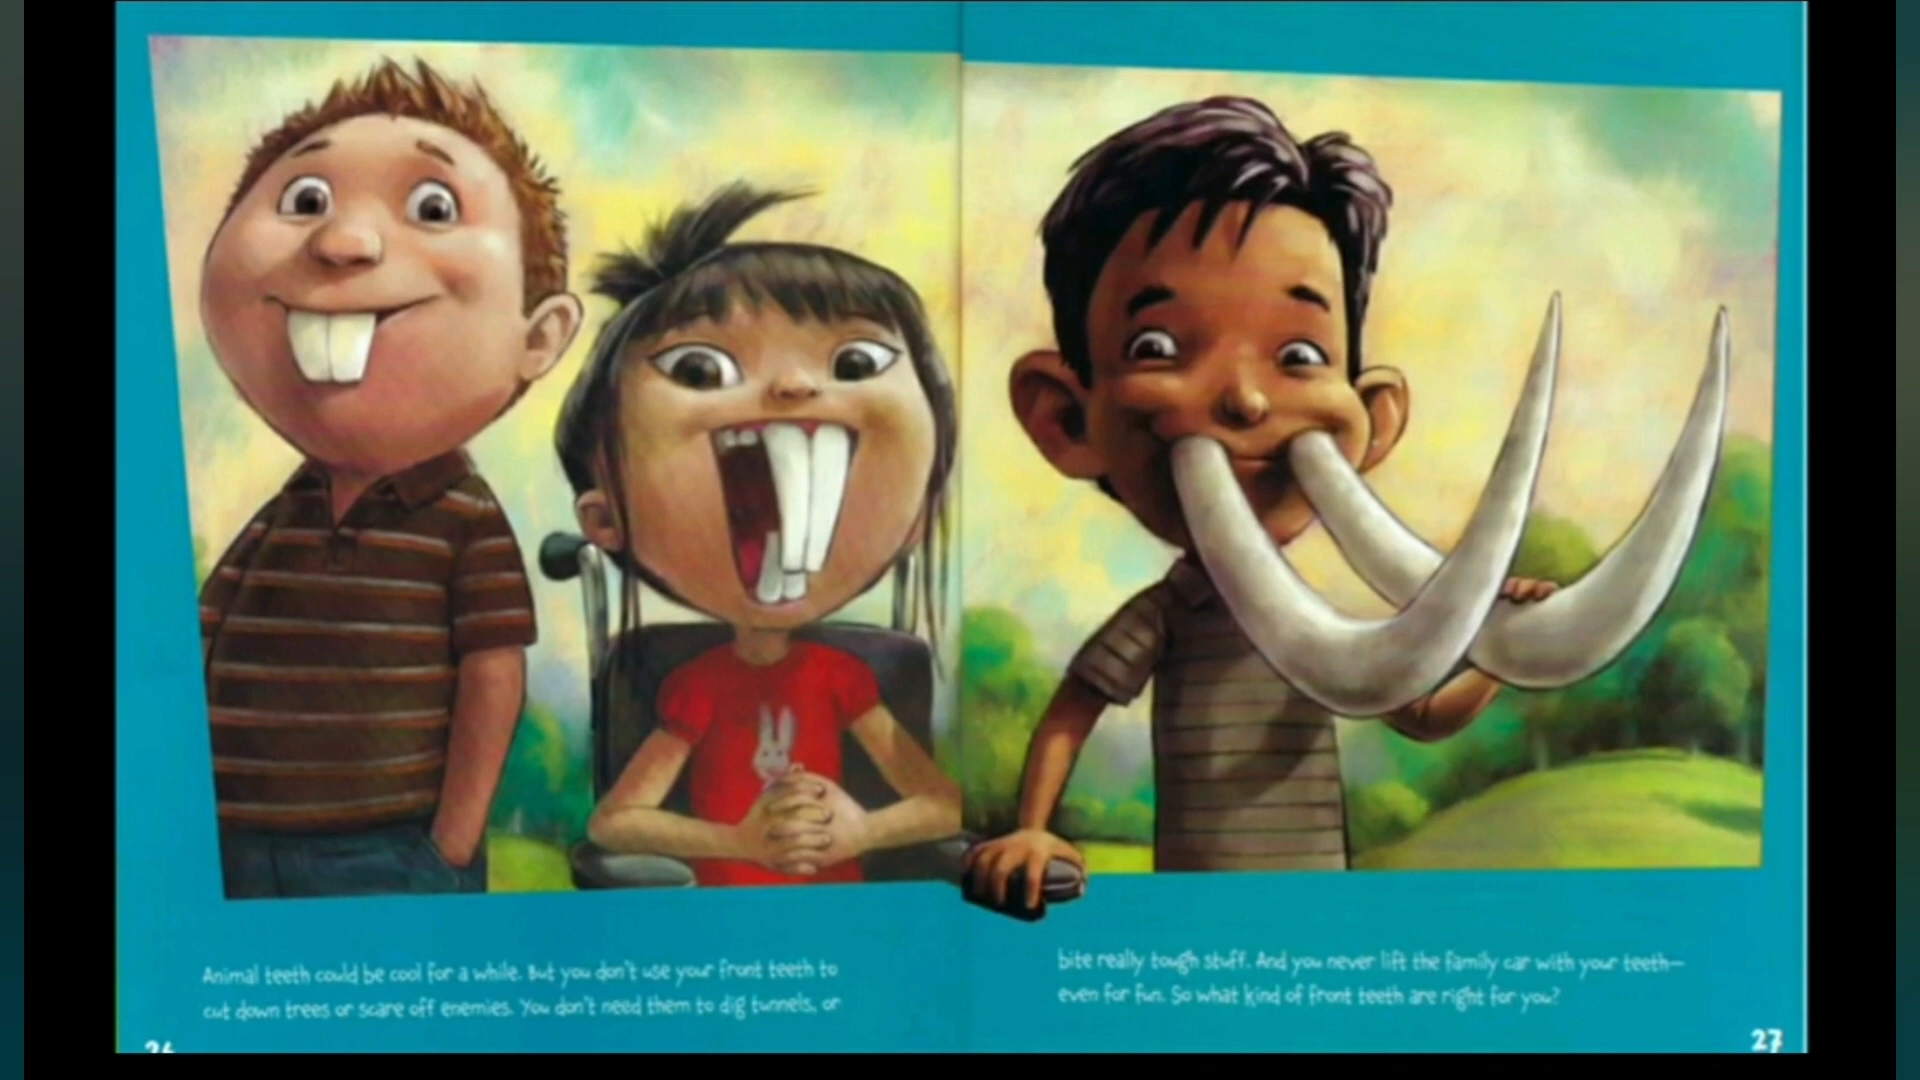 Animal teeth could be cool for a while. But you don't use your front teeth to
cut down trees or scare off enemies. You don't need them to dig tunnels, or
bite really tough stuff. And you never lift the family car with your teeth—
even for fun. So what kind of front teeth are right for you?
26
27